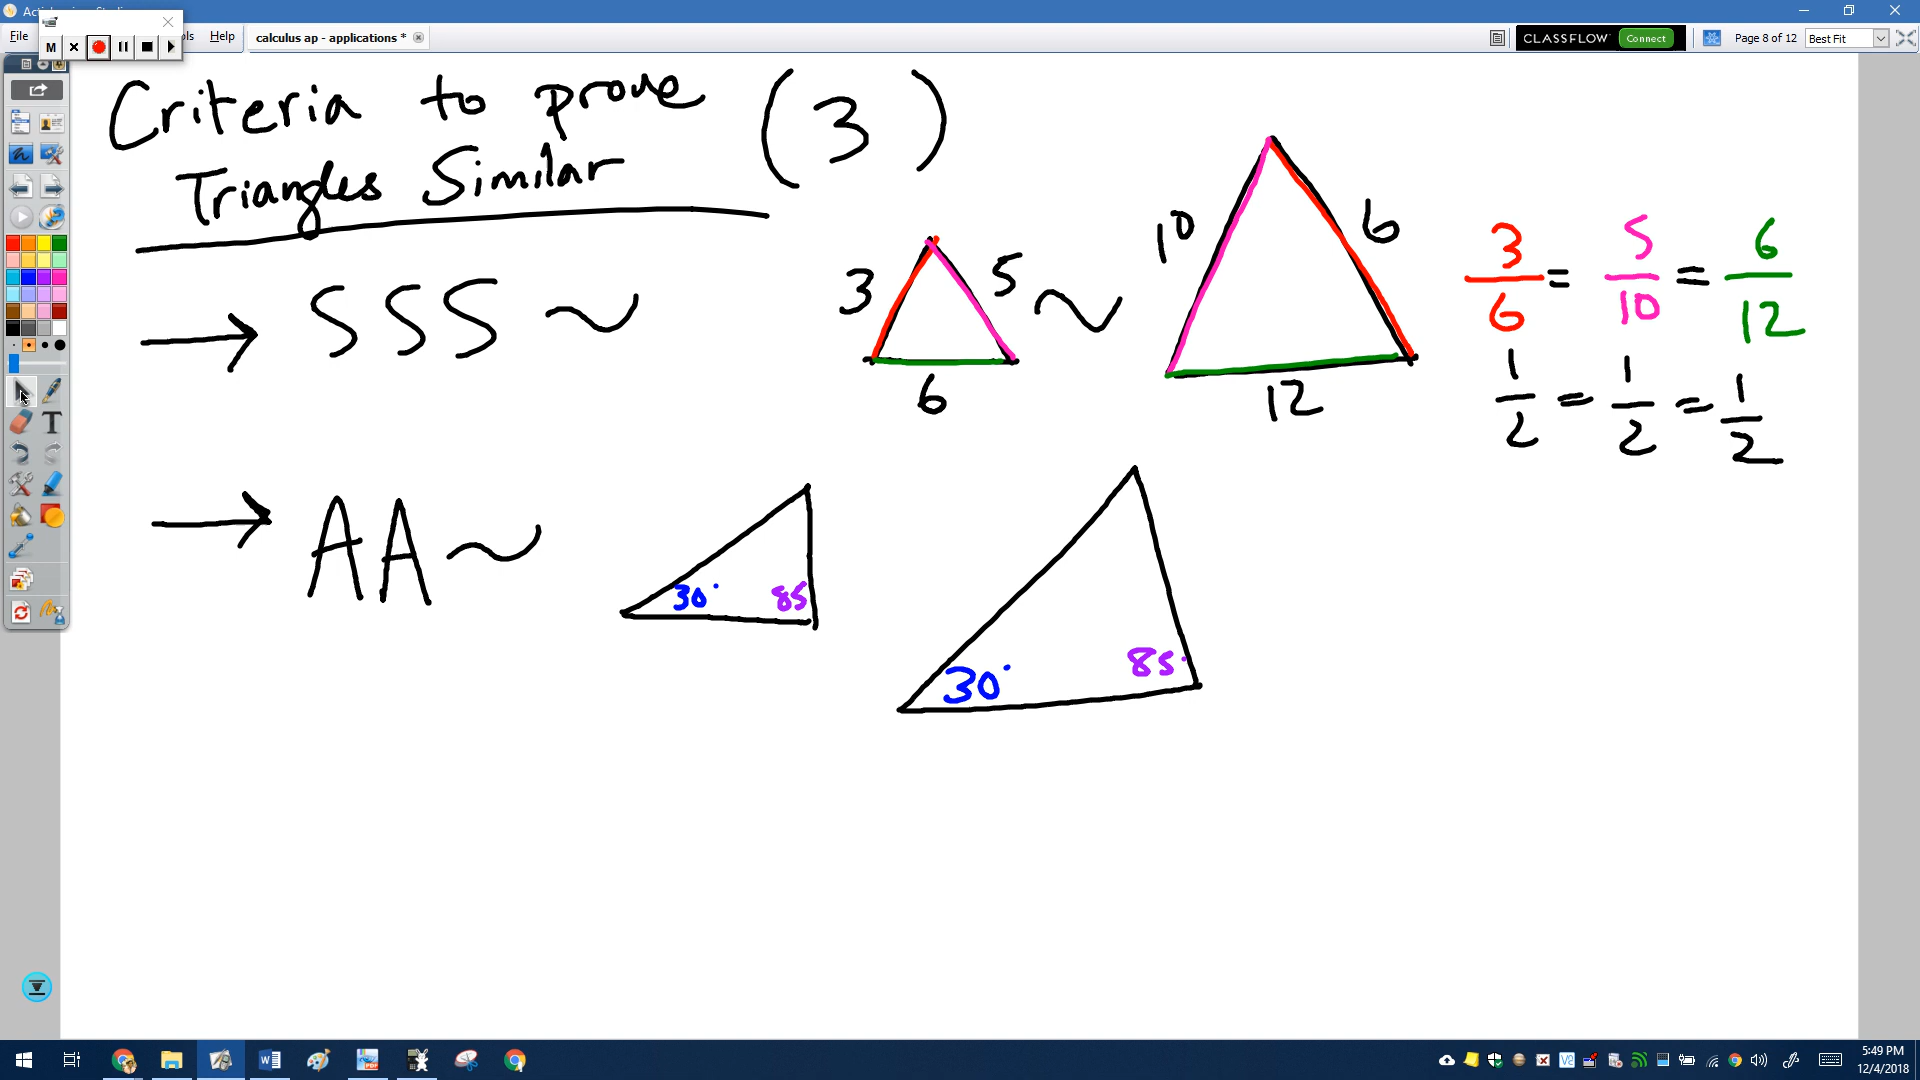 File
ols
Help
M
calculus ap - applications *
CLASSFLOW
Connect
Page 8 of 12
Best Fit
Criteria to prove
Triangles Similar
(3)
→ SSS ~
3
5
6
~
10
6
12
3/6 = 5/10 = 6/12
1/2 = 1/2 = 1/2
→ AA ~
30°
85
30°
85°
T
5:49 PM
12/4/2018